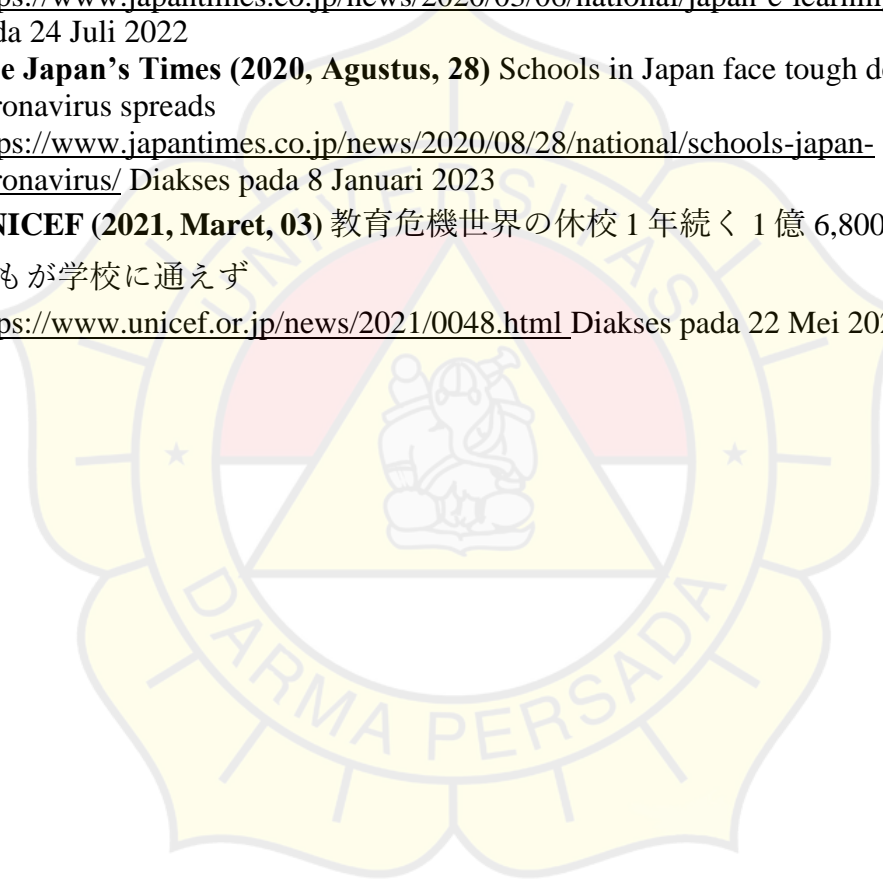 ps://www.japantimes.co.jp/news/2020/03/06/national/japan-e-learni
da 24 Juli 2022
e Japan's Times (2020, Agustus, 28) Schools in Japan face tough d
ronavirus spreads
ps://www.japantimes.co.jp/news/2020/08/28/national/schools-japan-
ronavirus/ Diakses pada 8 Januari 2023
NICEF (2021, Maret, 03) 教育危機世界の休校 1 年続く 1 億 6,800
もが学校に通えず
ps://www.unicef.or.jp/news/2021/0048.html Diakses pada 22 Mei 20
UNIVERSITAS
DARMA PERSADA